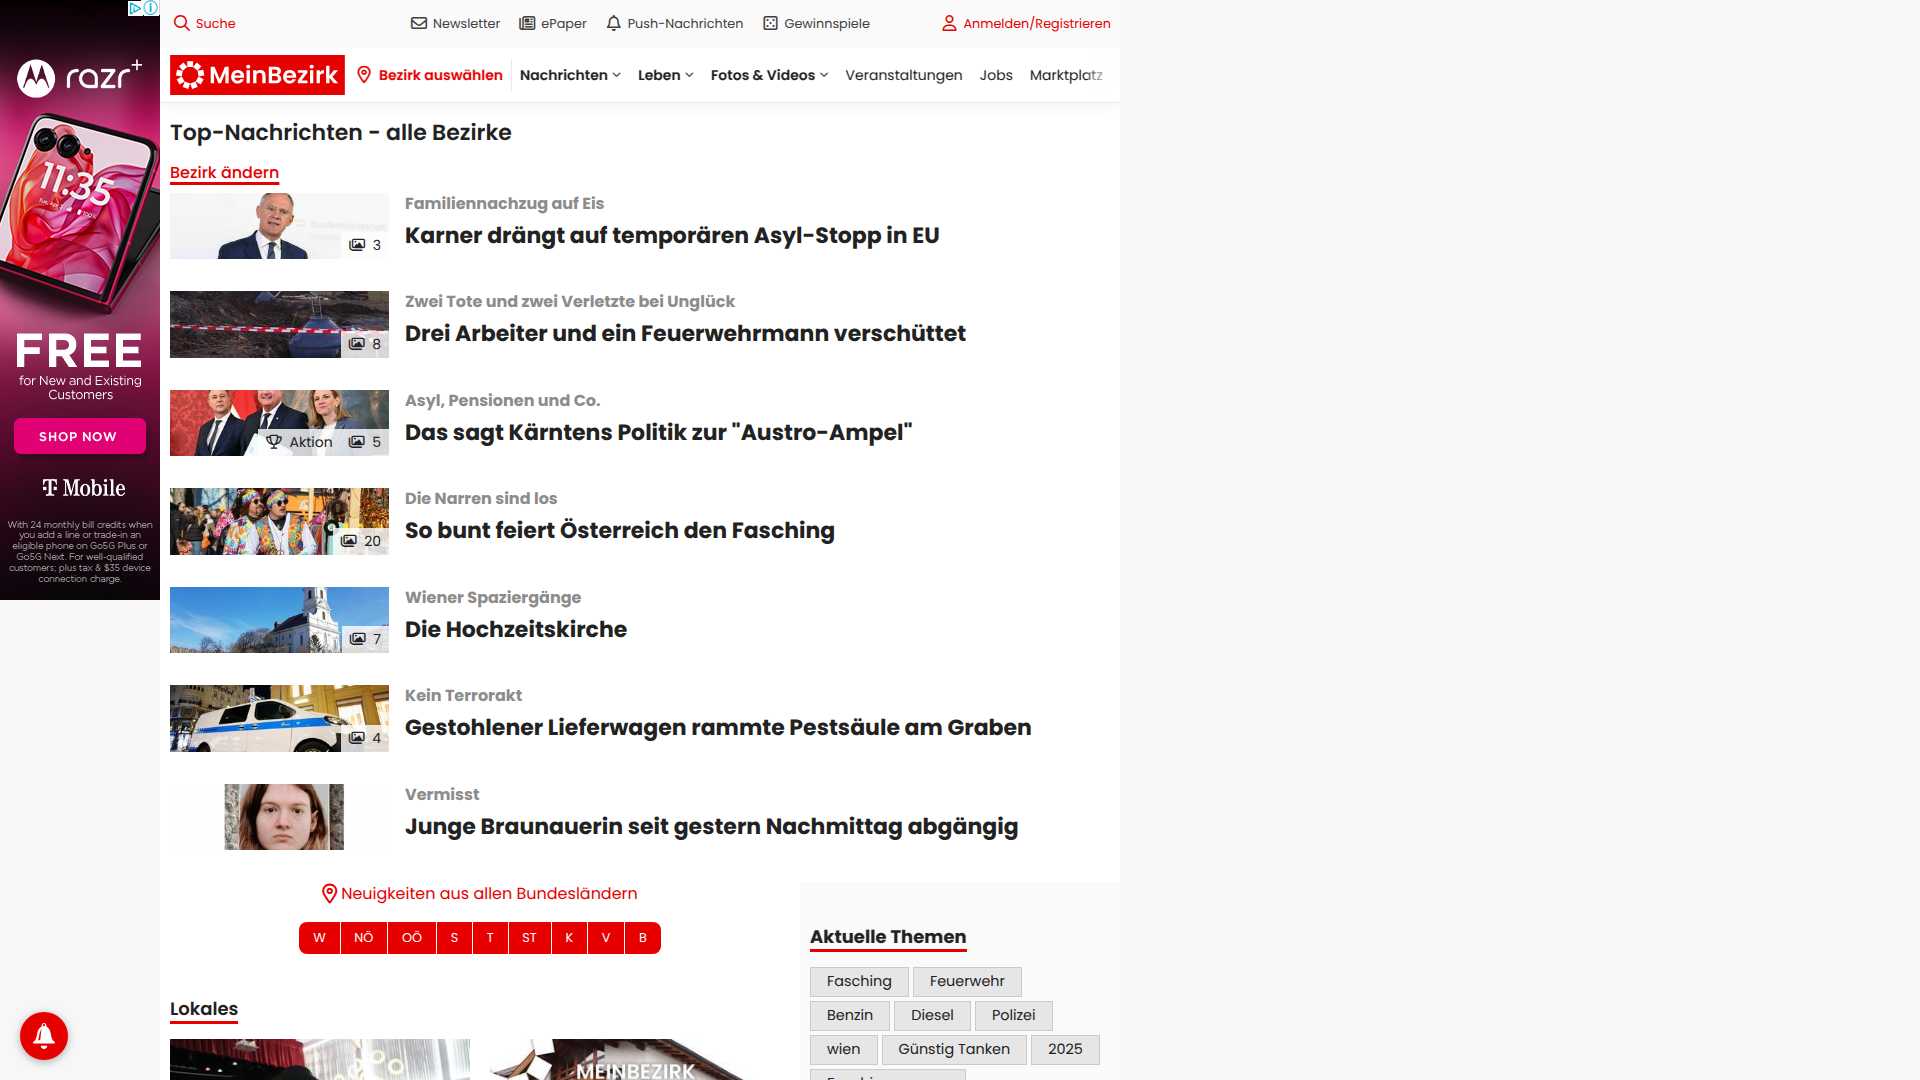 Suche
Newsletter
ePaper
Push-Nachrichten
Gewinnspiele
Anmelden/Registrieren
MeinBezirk
Bezirk auswählen
Nachrichten
Leben
Fotos & Videos
Veranstaltungen
Jobs
Marktplatz
razr+
11:35
FREE
for New and Existing
Customers
SHOP NOW
T Mobile
With 24 monthly bill credits when
you add a line or trade-in an
eligible phone on Go5G Plus or
Go5G Next. For well-qualified
customers; plus tax & $35 device
connection charge.
Top-Nachrichten - alle Bezirke
Bezirk ändern
3
Familiennachzug auf Eis
Karner drängt auf temporären Asyl-Stopp in EU
8
Zwei Tote und zwei Verletzte bei Unglück
Drei Arbeiter und ein Feuerwehrmann verschüttet
Aktion 5
Asyl, Pensionen und Co.
Das sagt Kärntens Politik zur "Austro-Ampel"
20
Die Narren sind los
So bunt feiert Österreich den Fasching
7
Wiener Spaziergänge
Die Hochzeitskirche
4
Kein Terrorakt
Gestohlener Lieferwagen rammte Pestsäule am Graben
Vermisst
Junge Braunauerin seit gestern Nachmittag abgängig
Neuigkeiten aus allen Bundesländern
W NÖ OÖ S T ST K V B
Lokales
MEINBEZIRK
Aktuelle Themen
Fasching
Feuerwehr
Benzin
Diesel
Polizei
wien
Günstig Tanken
2025